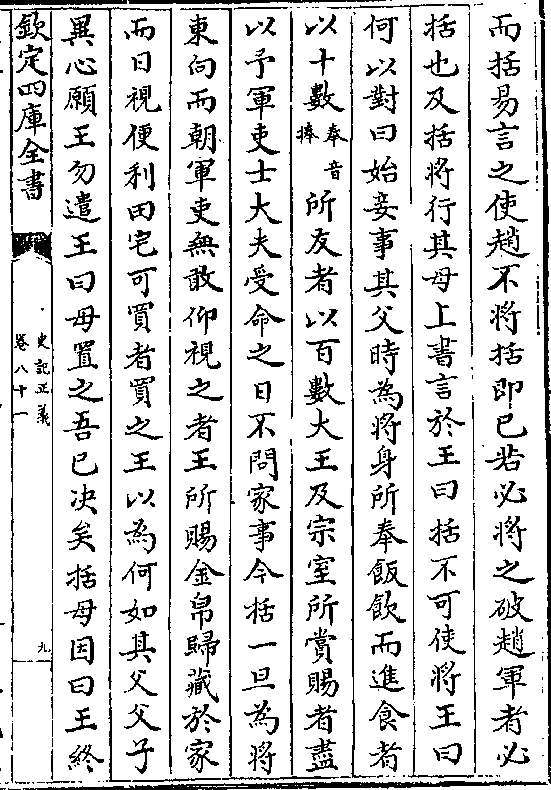 而括易言之使趙不將括即已若必將之破趙軍者必
括也及括將行其母上書言於王曰括不可使將王曰
何以對曰始妾事其父時為將身所奉飯飲而進食者
以十數奉音捧所友者以百數大王及宗室所賞賜者盡
以予軍吏士大夫受命之日不問家事今括一旦為將
東向而朝軍吏無敢仰視之者王所賜金帛歸藏於家
而日視便利田宅可買者買之王以為何如其父父子
異心願王勿遣王曰母置之吾已决矣括母因曰王終
欽定四庫全書
史記正義
卷八十一
九